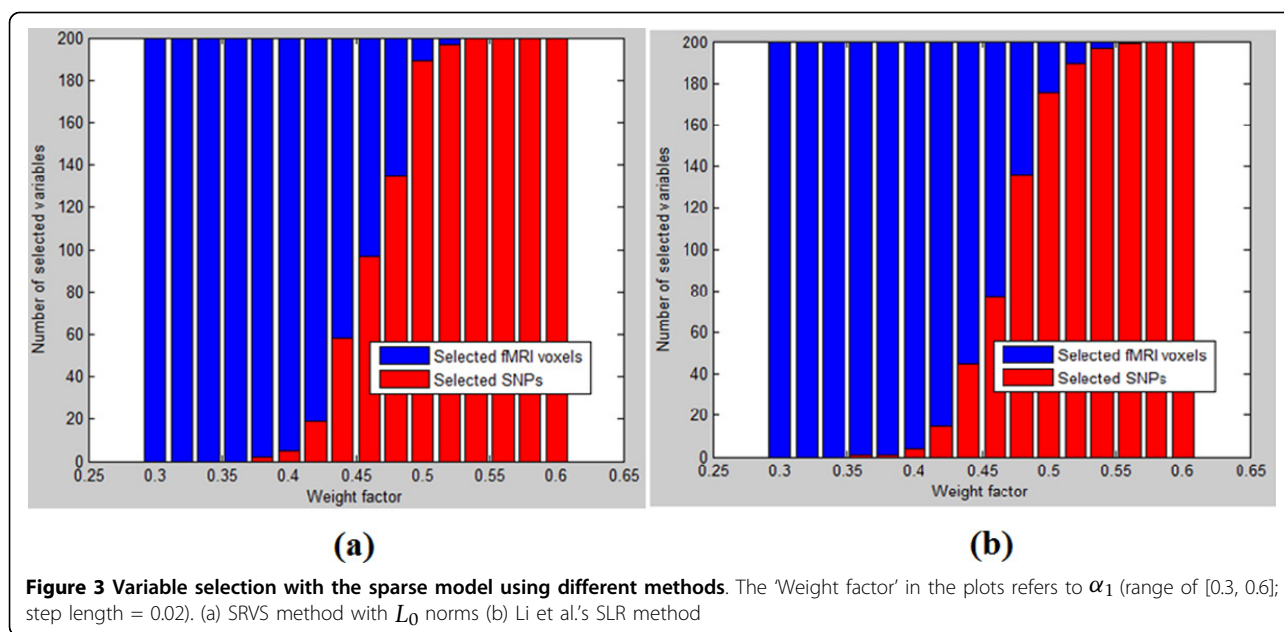 200
180
160
140
120
100
80
60
40
20
0
Number of selected variables
0.25 0.3 0.35 0.4 0.45 0.5 0.55 0.6 0.65
Weight factor
Selected fMRI voxels
Selected SNPs
(a)
200
180
160
140
120
100
80
60
40
20
0
Number of selected variables
0.25 0.3 0.35 0.4 0.45 0.5 0.55 0.6 0.65
Weight factor
Selected fMRI voxels
Selected SNPs
(b)
Figure 3 Variable selection with the sparse model using different methods. The ‘Weight factor’ in the plots refers to α₁ (range of [0.3, 0.6];
step length = 0.02). (a) SRVS method with L₀ norms (b) Li et al.’s SLR method